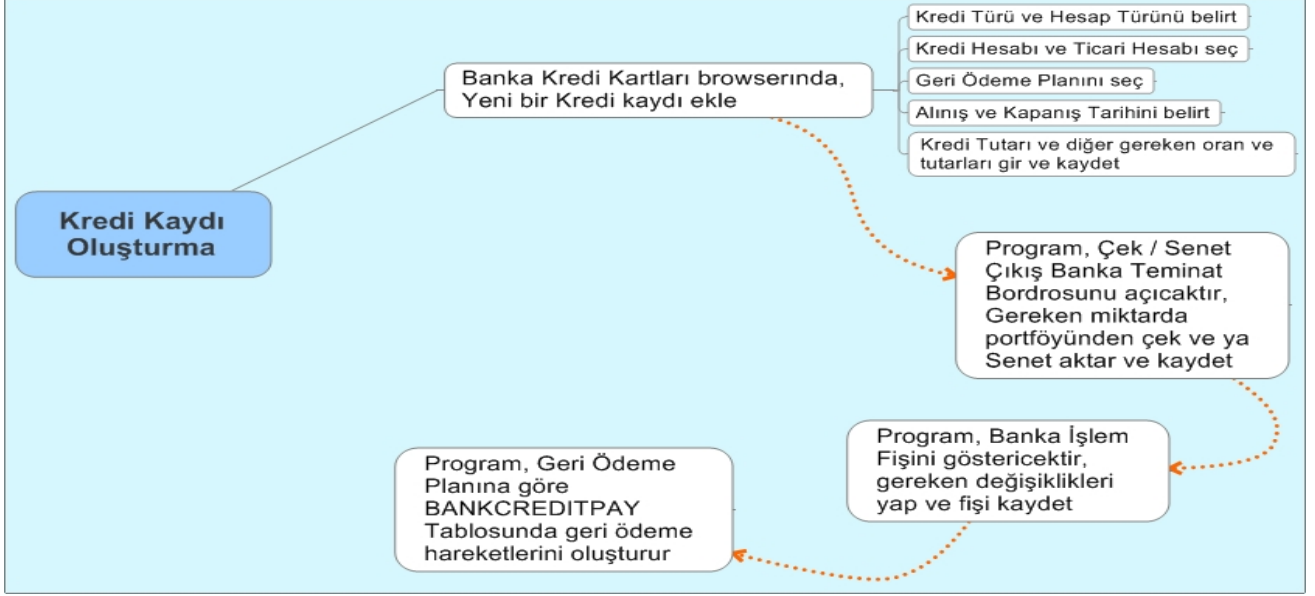 Kredi Kaydı
Oluşturma
Banka Kredi Kartları browserında,
Yeni bir Kredi kaydı ekle
Kredi Türü ve Hesap Türünü belirt
Kredi Hesabı ve Ticari Hesabı seç
Geri Ödeme Planını seç
Alınış ve Kapanış Tarihini belirt
Kredi Tutarı ve diğer gereken oran ve
tutarları gir ve kaydet
Program, Çek / Senet
Çıkış Banka Teminat
Bordrosunu açıcaktır,
Gereken miktarda
portföyünden çek ve ya
Senet aktar ve kaydet
Program, Banka İşlem
Fişini göstericektir,
gereken değişiklikleri
yap ve fişi kaydet
Program, Geri Ödeme
Planına göre
BANKCREDITPAY
Tablosunda geri ödeme
hareketlerini oluşturur